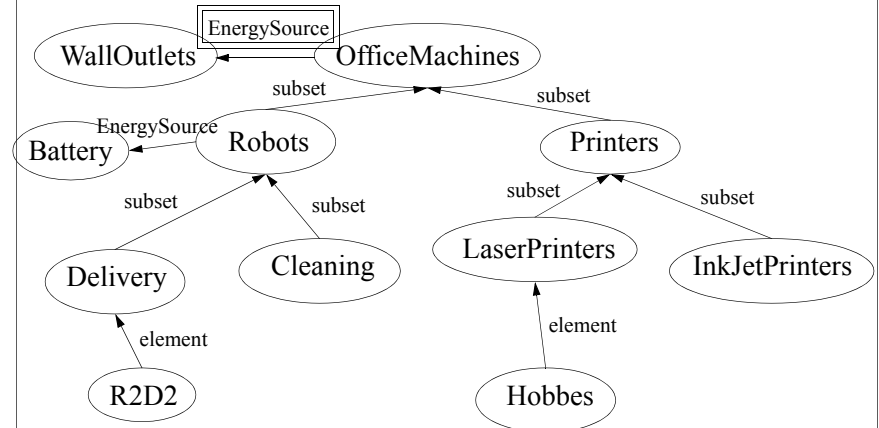 EnergySource
WallOutlets
OfficeMachines
subset
subset
EnergySource
Battery
Robots
Printers
subset
subset
subset
subset
Delivery
Cleaning
LaserPrinters
InkJetPrinters
element
element
R2D2
Hobbes